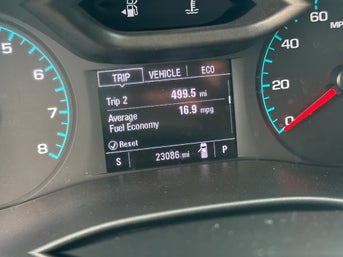 TRIP VEHICLE ECO
Trip 2 499.5 mi
Average 16.9 mpg
Fuel Economy
Reset
S 23086 mi P
5
6
7
8
60
MP
40
20
0